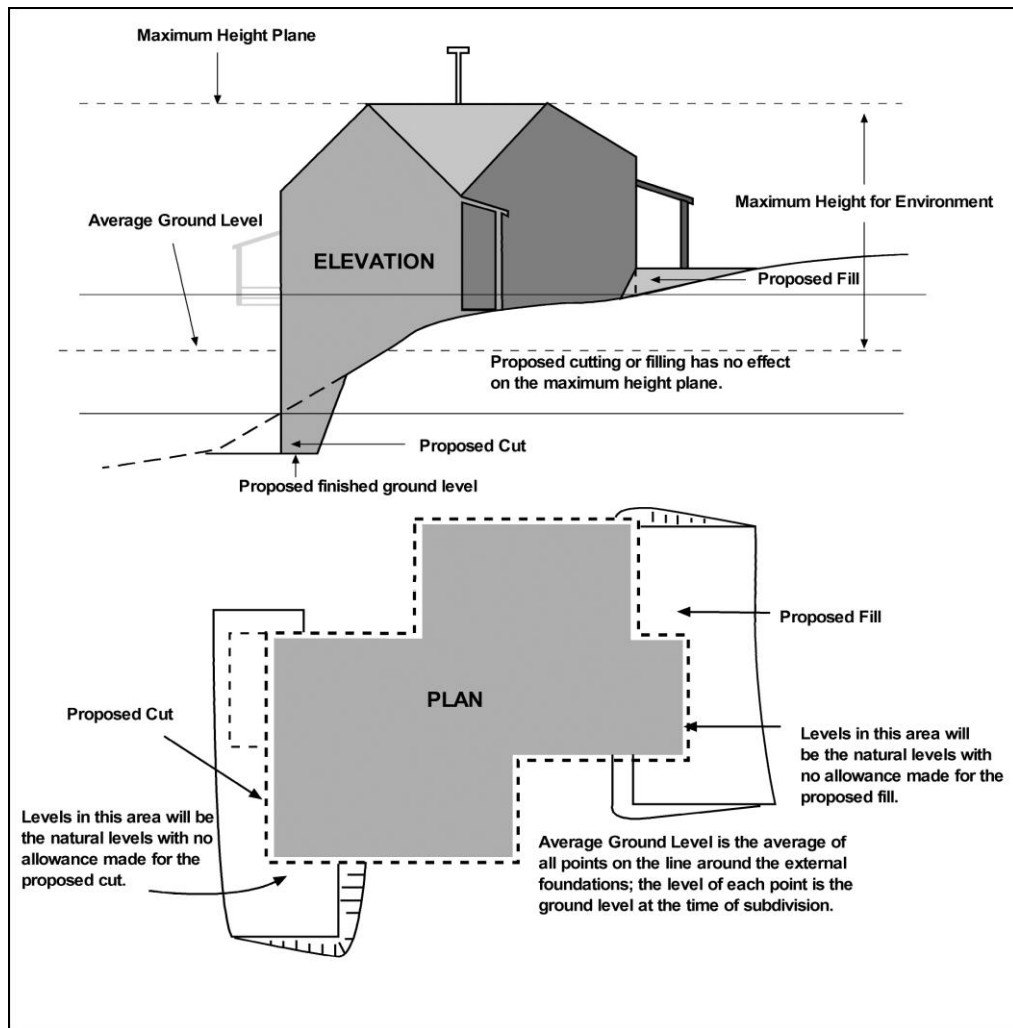 Maximum Height Plane
Maximum Height for Environment
Average Ground Level
ELEVATION
Proposed Fill
Proposed cutting or filling has no effect
on the maximum height plane.
Proposed Cut
Proposed finished ground level
Proposed Fill
PLAN
Proposed Cut
Levels in this area will
be the natural levels with
no allowance made for the
proposed fill.
Levels in this area will be
the natural levels with no
allowance made for the
proposed cut.
Average Ground Level is the average of
all points on the line around the external
foundations; the level of each point is the
ground level at the time of subdivision.